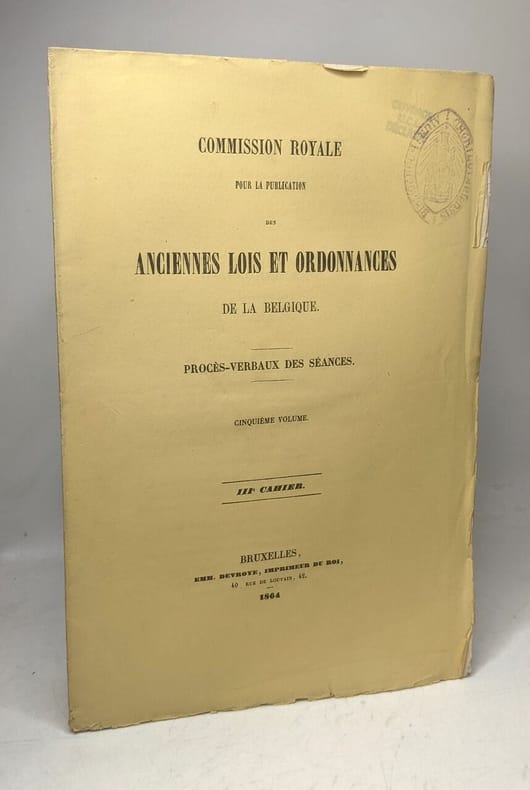 COMMISSION ROYALE
POUR LA PUBLICATION
DES
ANCIENNES LOIS ET ORDONNANCES
DE LA BELGIQUE.
PROCÈS-VERBAUX DES SÉANCES.
CINQUIÈME VOLUME.
IIIe CAHIER.
BRUXELLES,
EMM. DEVROYE, IMPRIMEUR DU ROI,
40 RUE DE LOUVAIN, 42.
1864